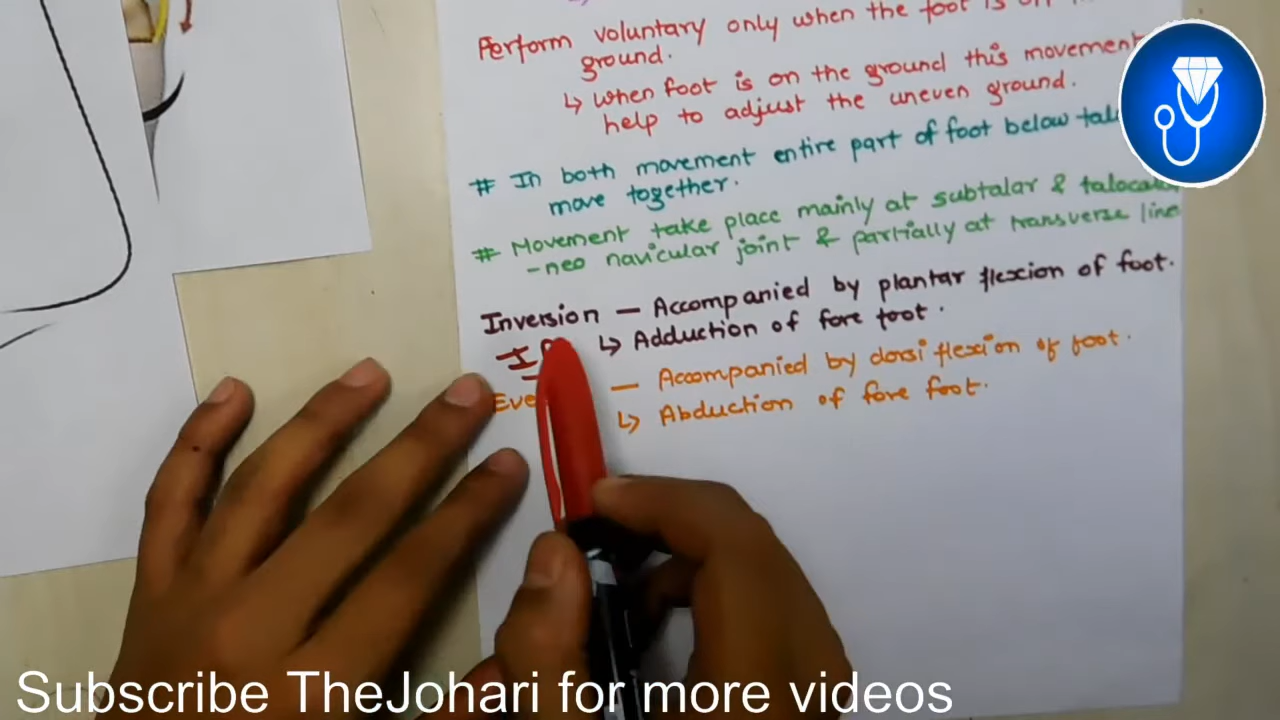 Perform voluntary only when the foot is
ground.
↳ When foot is on the ground this movement
help to adjust the uneven ground.
# In both movement entire part of foot below
move together.
# Movement take place mainly at subtalar &
-neo navicular joint & partially at transverse
Inversion — Accompanied by plantar flexion of foot.
↳ Adduction of fore foot.
— Accompanied by dorsi flexion of foot.
↳ Abduction of fore foot.
Subscribe TheJohari for more videos